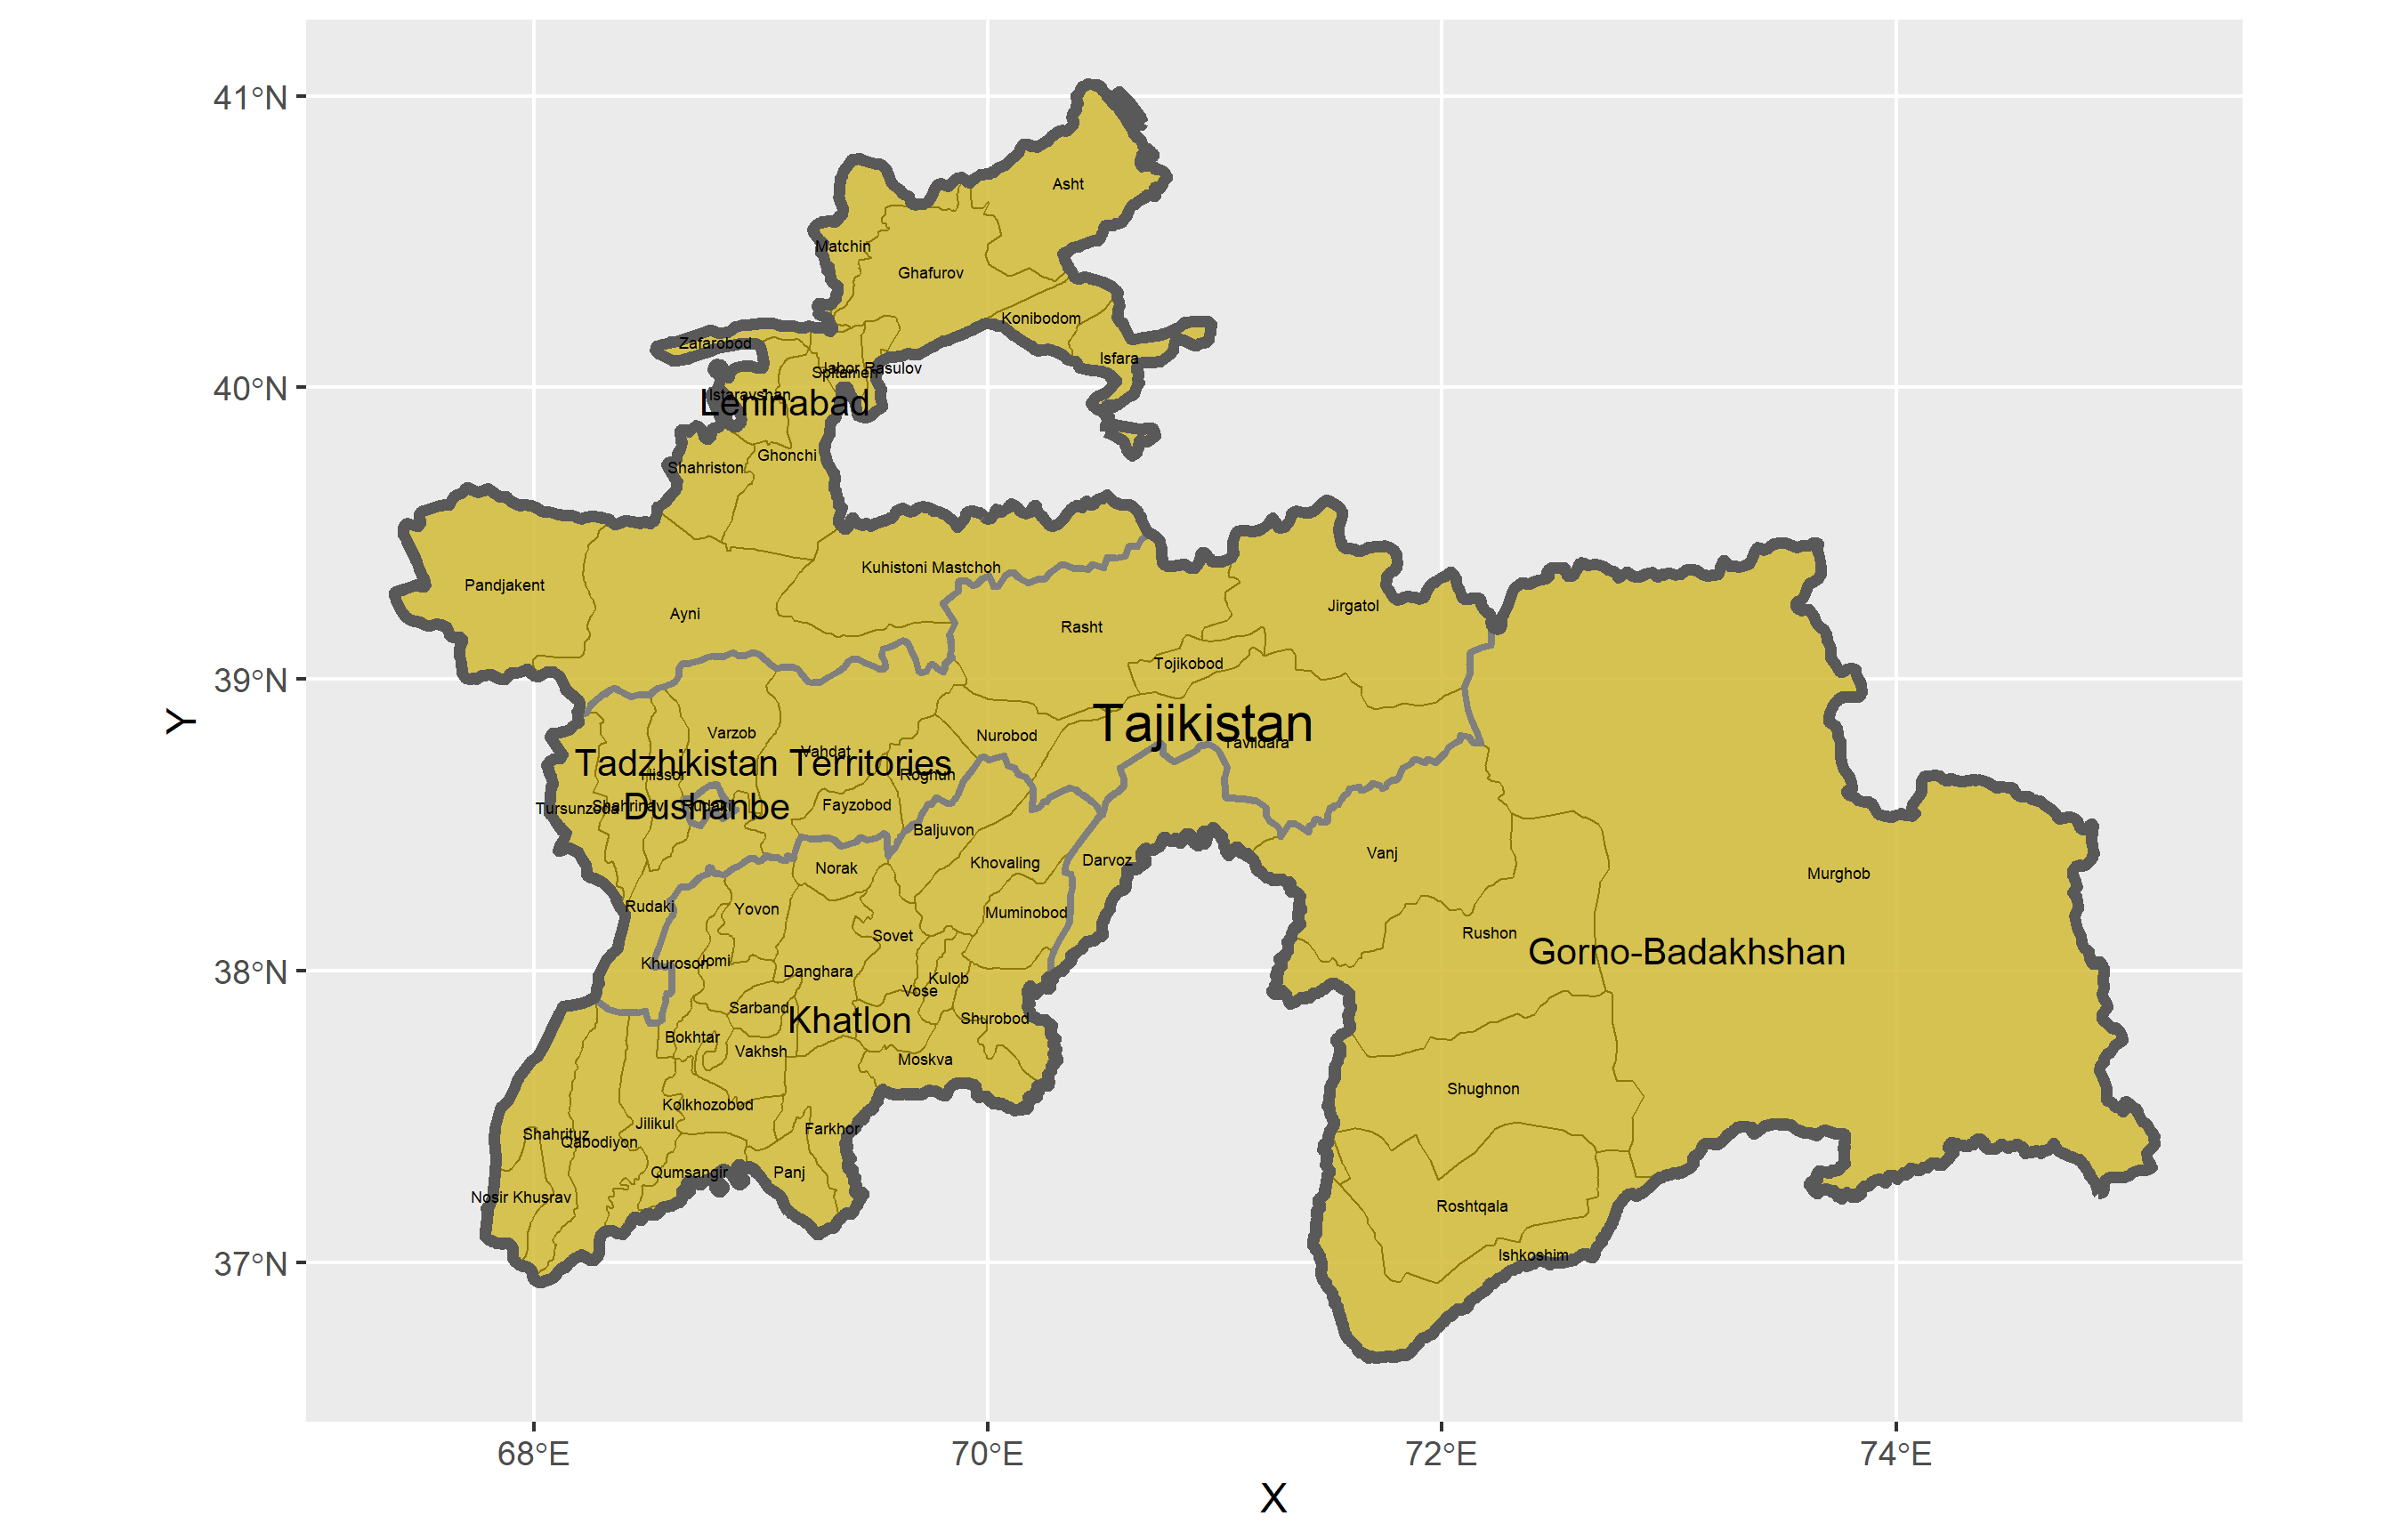 41°N
Asht
Matchin
Ghafurov
Konibodom
Zafarobod
Isfara
Jabor Rasulov
Spitamen
40°N
Istaravshan
Leninabad
Ghonchi
Shahriston
Kuhistoni Mastchoh
Pandjakent
Jirgatol
Ayni
Rasht
Tojikobod
39°N
Y
Tajikistan
Varzob
Nurobod
Tavildara
Vahdat
Tadzhikistan Territories
Hissor
Roghun
Tursunzoda
Shahrinav
Rudaki
Fayzobod
Dushanbe
Baljuvon
Vanj
Darvoz
Khovaling
Norak
Murghob
Rudaki
Yovon
Muminobod
Rushon
Sovet
Gorno-Badakhshan
Khuroson
Jomi
38°N
Danghara
Kulob
Vose
Sarband
Khatlon
Shurobod
Bokhtar
Vakhsh
Moskva
Shughnon
Kolkhozobod
Jilikul
Farkhor
Shahrituz
Qabodiyon
Qumsangir
Panj
Nosir Khusrav
Roshtqala
37°N
Ishkoshim
68°E
70°E
72°E
74°E
X